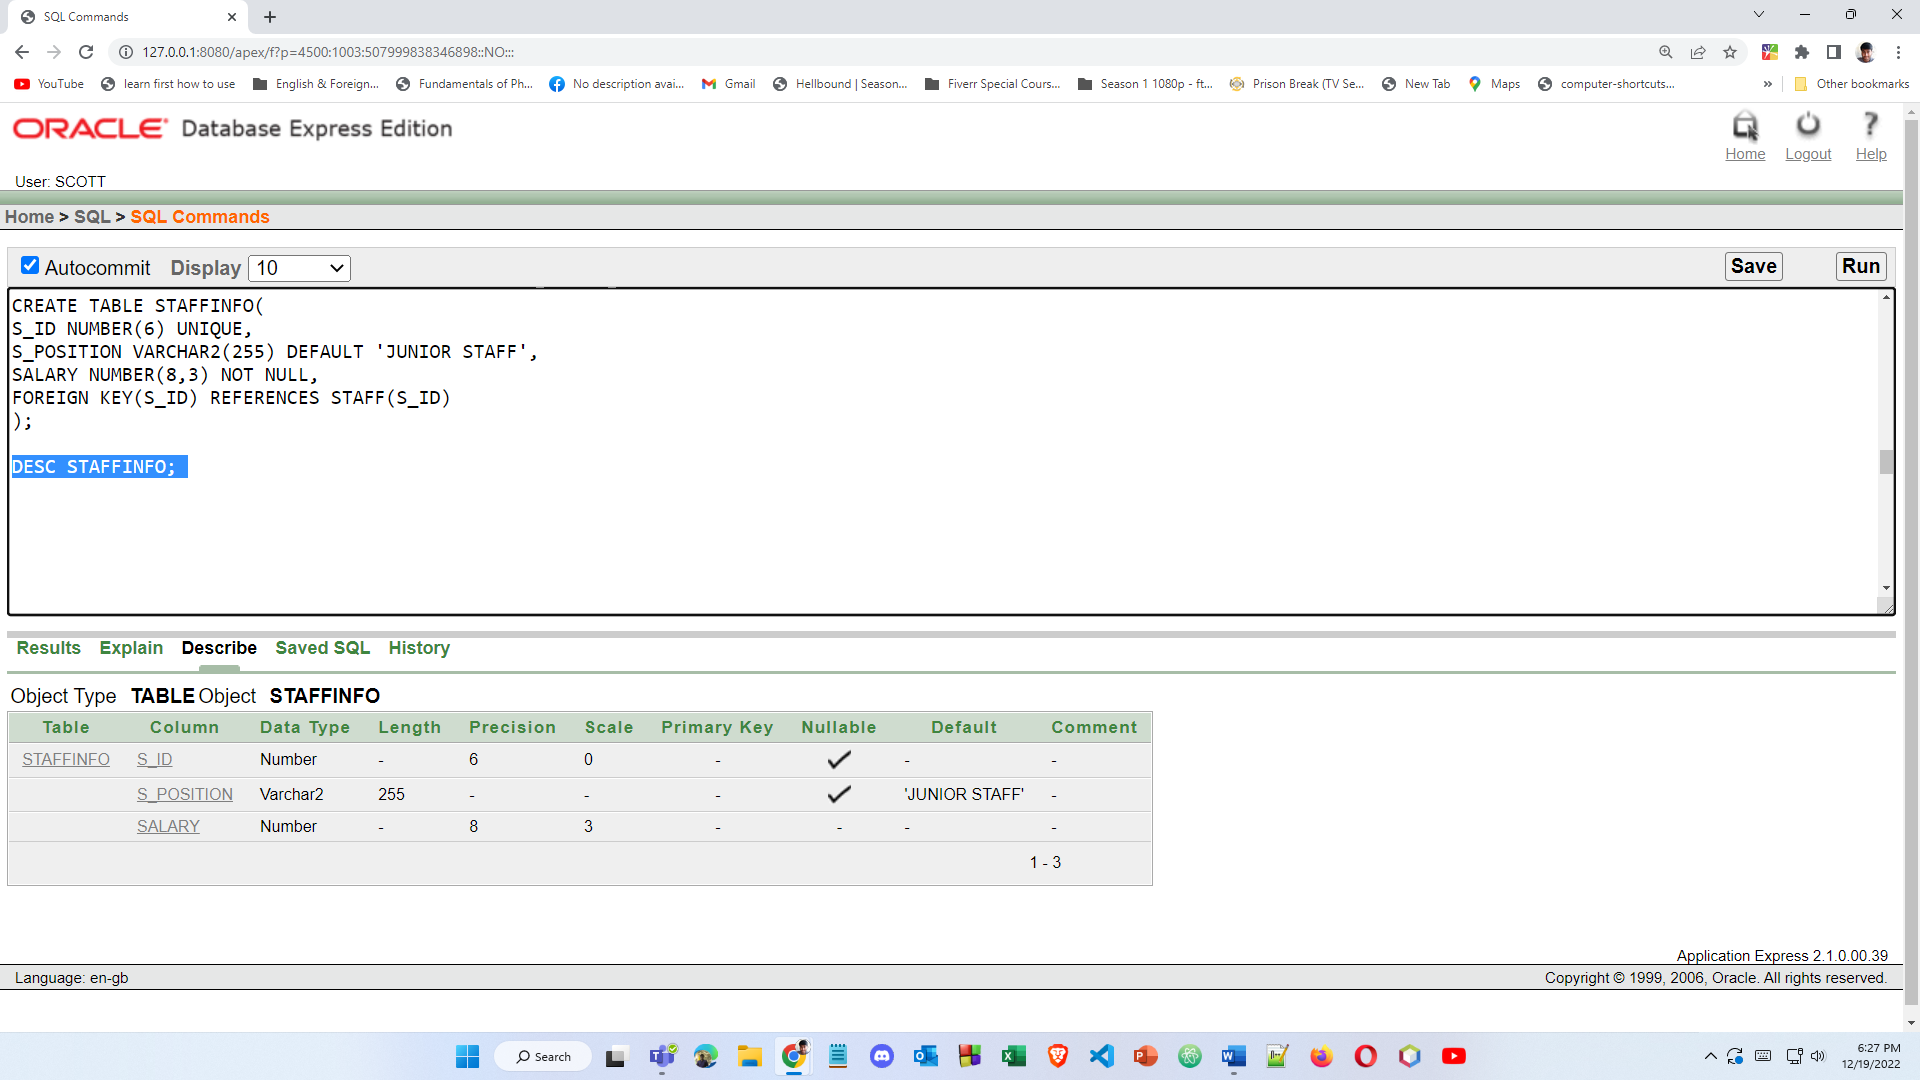 SQL Commands
127.0.0.1:8080/apex/f?p=4500:1003:507999838346898::NO:::
YouTube learn first how to use English & Foreign... Fundamentals of Ph... No description avai... Gmail Hellbound | Season... Fiverr Special Cours... Season 1 1080p - ft... Prison Break (TV Se... New Tab Maps computer-shortcuts... » Other bookmarks
ORACLE Database Express Edition
Home Logout Help
User: SCOTT
Home > SQL > SQL Commands
Autocommit Display 10 Save Run
CREATE TABLE STAFFINFO(
S_ID NUMBER(6) UNIQUE,
S_POSITION VARCHAR2(255) DEFAULT 'JUNIOR STAFF',
SALARY NUMBER(8,3) NOT NULL,
FOREIGN KEY(S_ID) REFERENCES STAFF(S_ID)
);
DESC STAFFINFO;
Results Explain Describe Saved SQL History
Object Type TABLE Object STAFFINFO
Table Column Data Type Length Precision Scale Primary Key Nullable Default Comment
STAFFINFO S_ID Number - 6 0 - - -
S_POSITION Varchar2 255 - - - 'JUNIOR STAFF' -
SALARY Number - 8 3 - - - -
1 - 3
Application Express 2.1.0.00.39
Language: en-gb Copyright © 1999, 2006, Oracle. All rights reserved.
Search 6:27 PM
12/19/2022